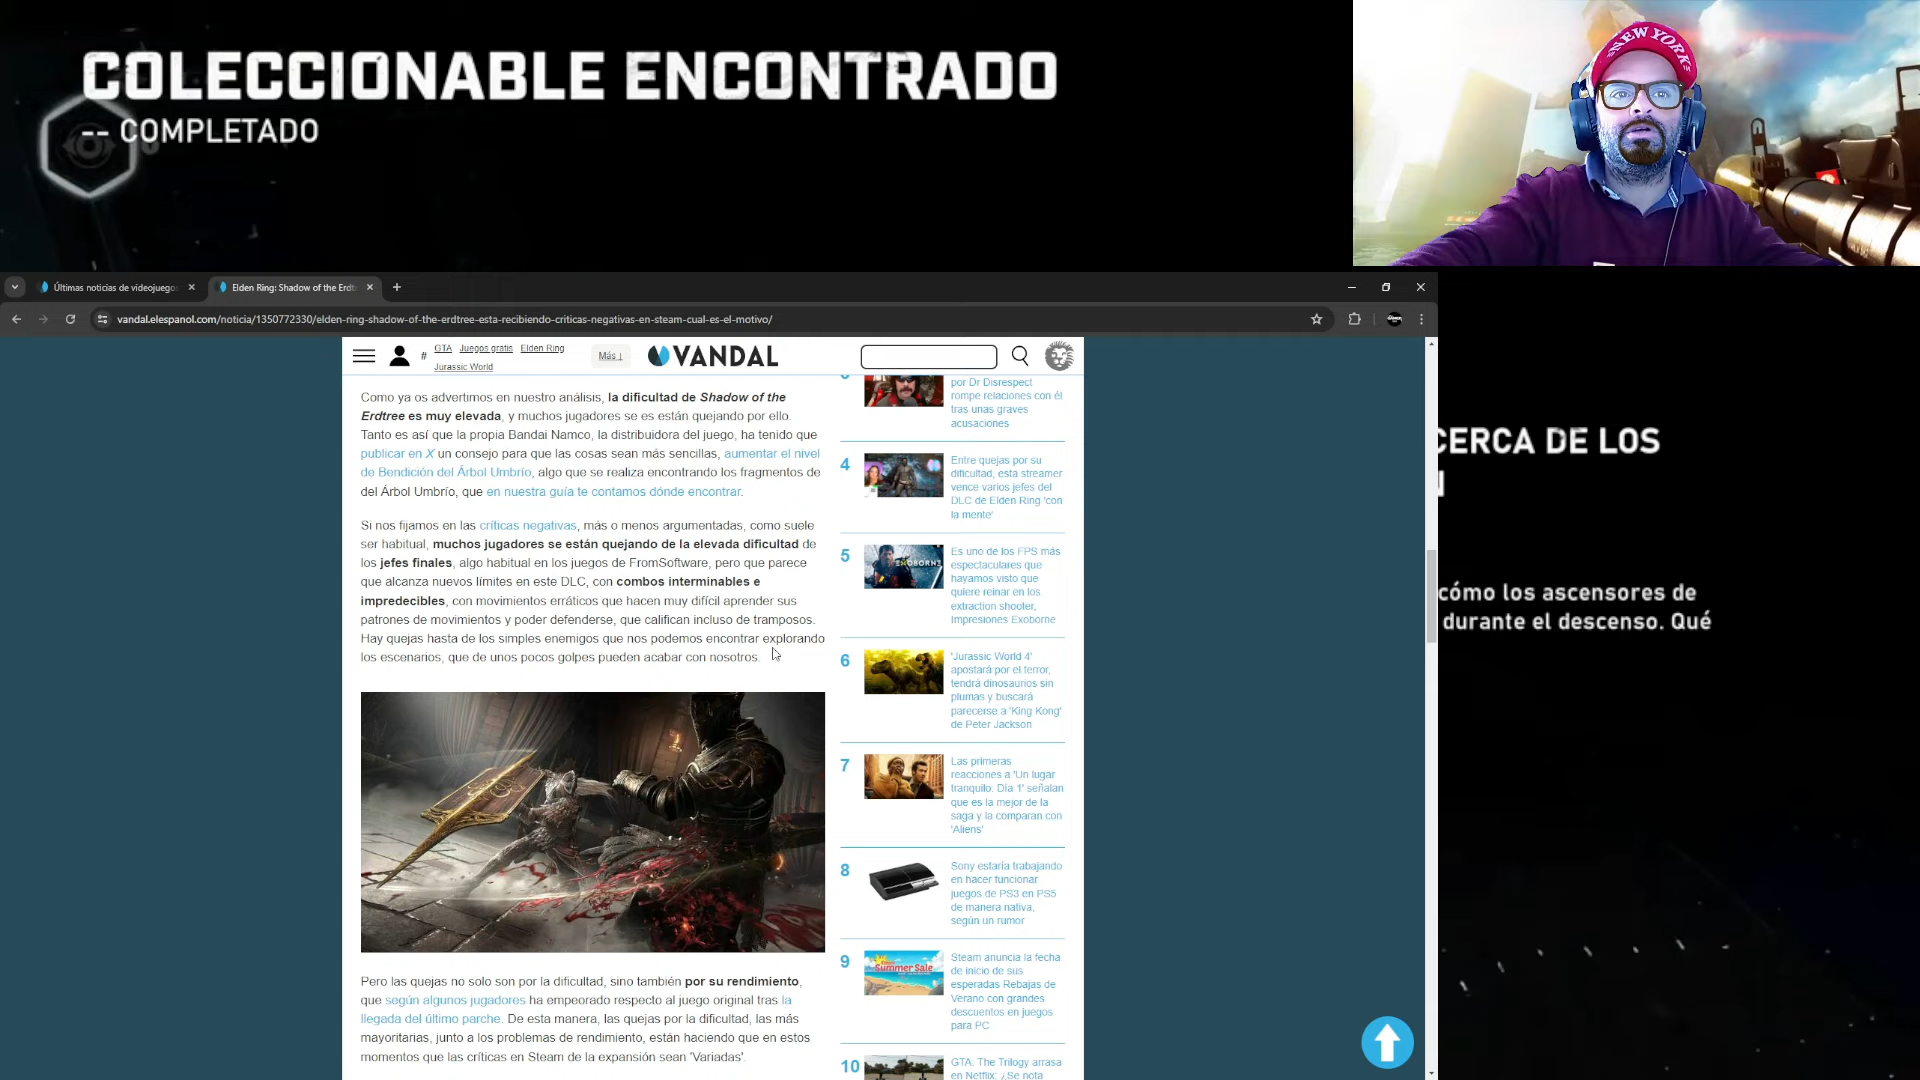 COLECCIONABLE ENCONTRADO
-- COMPLETADO
NEW YORK
Últimas noticias de videojuego
Elden Ring: Shadow of the Erdt
vandal.elespanol.com/noticia/1350772330/elden-ring-shadow-of-the-erdtree-esta-recibiendo-criticas-negativas-en-steam-cual-es-el-motivo/
# GTA Juegos gratis Elden Ring
Jurassic World
Más ↓
VANDAL
Como ya os advertimos en nuestro análisis, la dificultad de Shadow of the
Erdtree es muy elevada, y muchos jugadores se es están quejando por ello.
Tanto es así que la propia Bandai Namco, la distribuidora del juego, ha tenido que
publicar en X un consejo para que las cosas sean más sencillas, aumentar el nivel
de Bendición del Árbol Umbrío, algo que se realiza encontrando los fragmentos de
del Árbol Umbrío, que en nuestra guía te contamos dónde encontrar.
Si nos fijamos en las críticas negativas, más o menos argumentadas, como suele
ser habitual, muchos jugadores se están quejando de la elevada dificultad de
los jefes finales, algo habitual en los juegos de FromSoftware, pero que parece
que alcanza nuevos límites en este DLC, con combos interminables e
impredecibles, con movimientos erráticos que hacen muy difícil aprender sus
patrones de movimientos y poder defenderse, que califican incluso de tramposos.
Hay quejas hasta de los simples enemigos que nos podemos encontrar explorando
los escenarios, que de unos pocos golpes pueden acabar con nosotros.
Pero las quejas no solo son por la dificultad, sino también por su rendimiento,
que según algunos jugadores ha empeorado respecto al juego original tras la
llegada del último parche. De esta manera, las quejas por la dificultad, las más
mayoritarias, junto a los problemas de rendimiento, están haciendo que en estos
momentos que las críticas en Steam de la expansión sean 'Variadas'.
por Dr Disrespect
rompe relaciones con él
tras unas graves
acusaciones
4
Entre quejas por su
dificultad, esta streamer
vence varios jefes del
DLC de Elden Ring 'con
la mente'
5
EXOBORNE
Es uno de los FPS más
espectaculares que
hayamos visto que
quiere reinar en los
extraction shooter,
Impresiones Exoborne
6
'Jurassic World 4'
apostará por el terror,
tendrá dinosaurios sin
plumas y buscará
parecerse a 'King Kong'
de Peter Jackson
7
Las primeras
reacciones a 'Un lugar
tranquilo: Día 1' señalan
que es la mejor de la
saga y la comparan con
'Aliens'
8
Sony estaría trabajando
en hacer funcionar
juegos de PS3 en PS5
de manera nativa,
según un rumor
9
Summer Sale
Steam anuncia la fecha
de inicio de sus
esperadas Rebajas de
Verano con grandes
descuentos en juegos
para PC
10
GTA: The Trilogy arrasa
en Netflix: ¿Se nota
CERCA DE LOS
cómo los ascensores de
durante el descenso. Qué